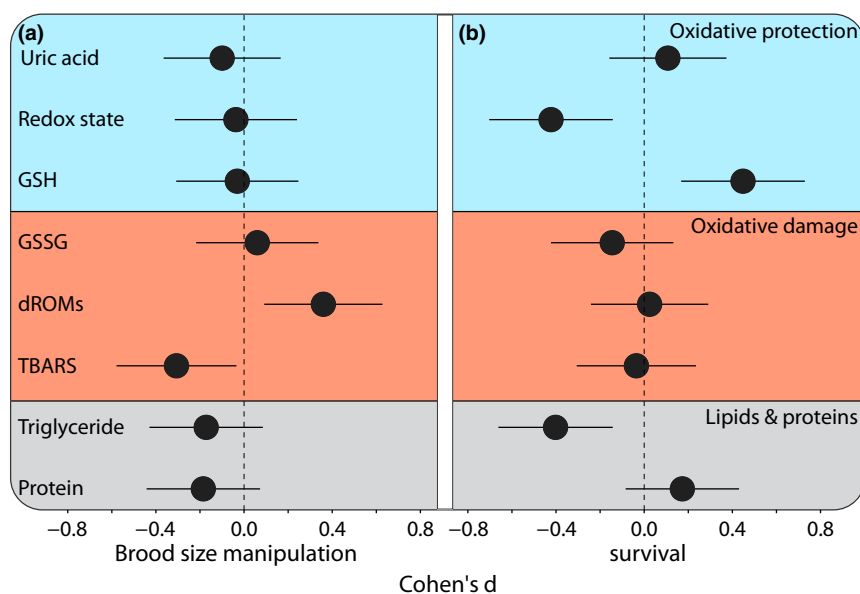 (a)
(b)
Oxidative protection
Uric acid
Redox state
GSH
GSSG
Oxidative damage
dROMs
TBARS
Triglyceride
Lipids & proteins
Protein
−0.8 −0.4 0.0 0.4 0.8
−0.8 −0.4 0.0 0.4 0.8
Brood size manipulation
survival
Cohen's d